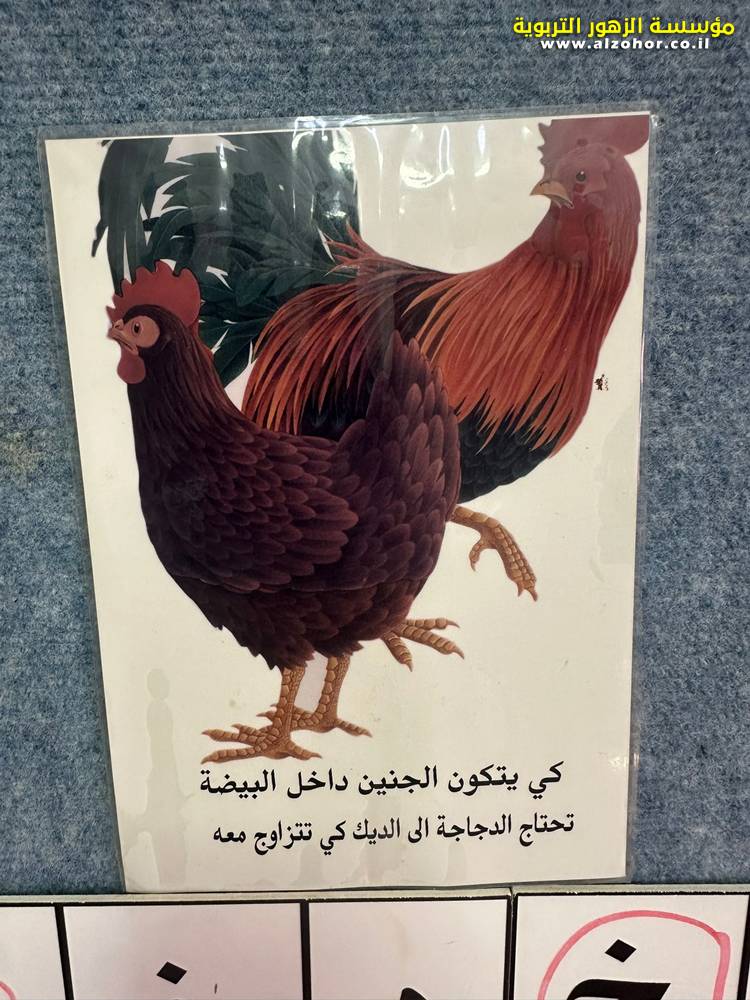 مؤسسة الزهور التربوية
www.alzohor.co.il
كي يتكون الجنين داخل البيضة
تحتاج الدجاجة الى الديك كي تتزاوج معه